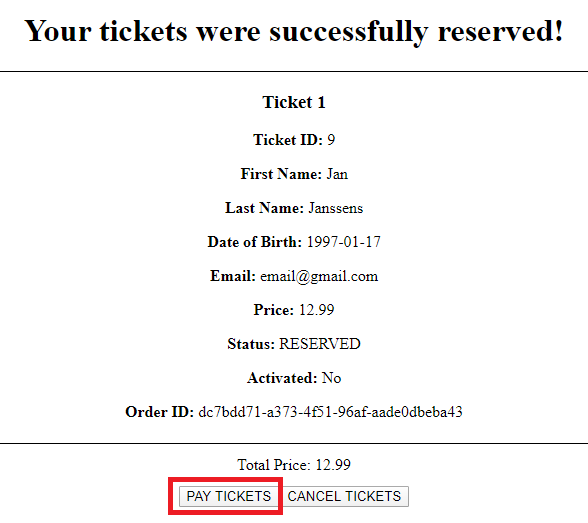 Your tickets were successfully reserved!
Ticket 1
Ticket ID: 9
First Name: Jan
Last Name: Janssens
Date of Birth: 1997-01-17
Email: email@gmail.com
Price: 12.99
Status: RESERVED
Activated: No
Order ID: dc7bdd71-a373-4f51-96af-aade0dbeba43
Total Price: 12.99
PAY TICKETS CANCEL TICKETS